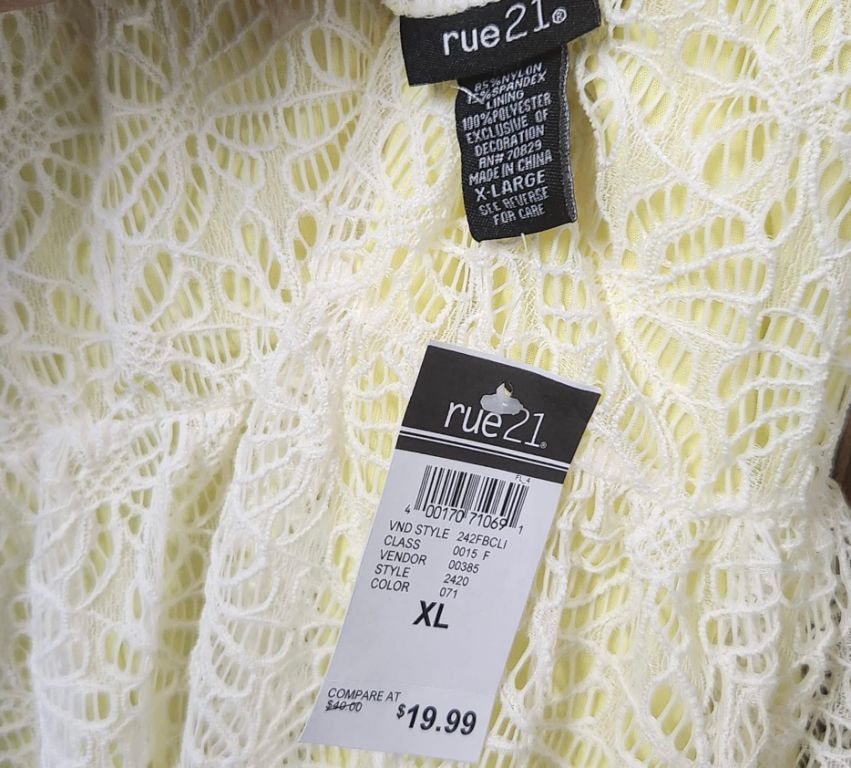 rue21®
85%NYLON
15%SPANDEX
LINING
100%POLYESTER
EXCLUSIVE OF
DECORATION
RN# 70829
MADE IN CHINA
X-LARGE
SEE REVERSE
FOR CARE
rue21®
FL_4
4 00170 71069 1
VND STYLE 242FBCLI
CLASS 0015 F
VENDOR 00385
STYLE 2420
COLOR 071
XL
COMPARE AT
$40.00 $19.99